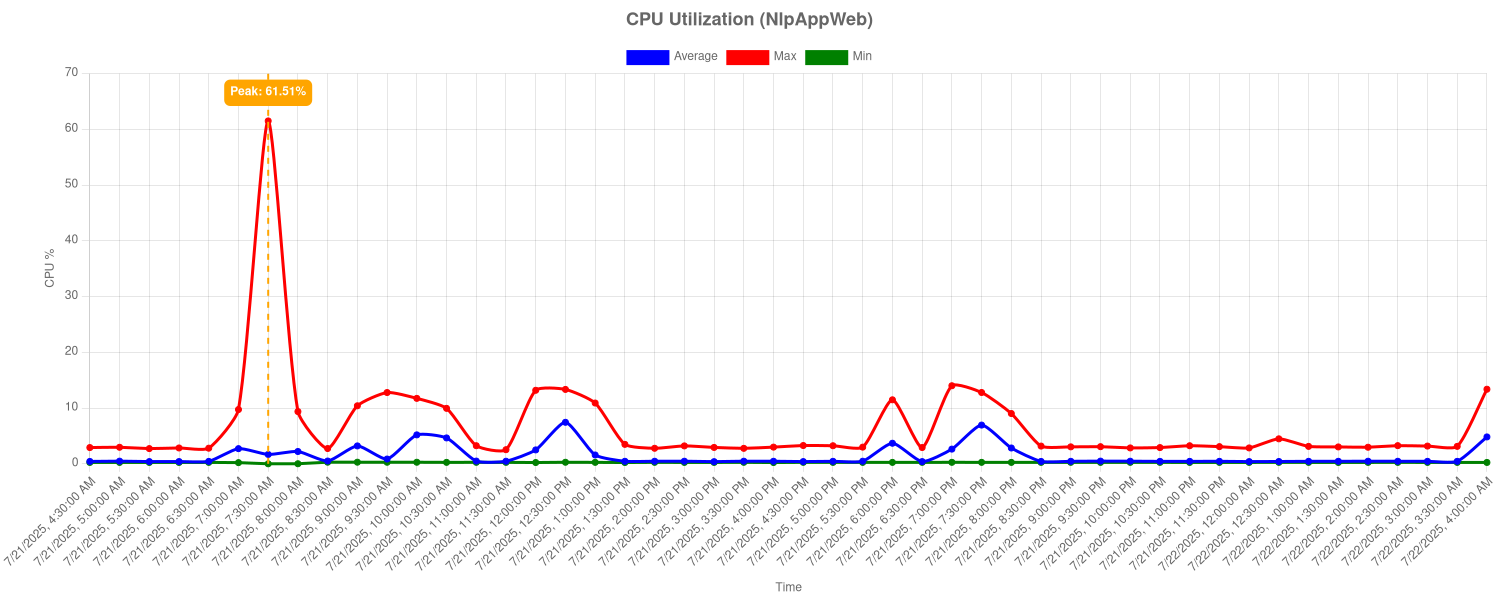 CPU Utilization (NlpAppWeb)
Average Max Min
Peak: 61.51%
70
60
50
40
30
20
10
0
CPU %
7/21/2025, 4:30:00 AM
7/21/2025, 5:00:00 AM
7/21/2025, 5:30:00 AM
7/21/2025, 6:00:00 AM
7/21/2025, 6:30:00 AM
7/21/2025, 7:00:00 AM
7/21/2025, 7:30:00 AM
7/21/2025, 8:00:00 AM
7/21/2025, 8:30:00 AM
7/21/2025, 9:00:00 AM
7/21/2025, 9:30:00 AM
7/21/2025, 10:00:00 AM
7/21/2025, 10:30:00 AM
7/21/2025, 11:00:00 AM
7/21/2025, 11:30:00 AM
7/21/2025, 12:00:00 PM
7/21/2025, 12:30:00 PM
7/21/2025, 1:00:00 PM
7/21/2025, 1:30:00 PM
7/21/2025, 2:00:00 PM
7/21/2025, 2:30:00 PM
7/21/2025, 3:00:00 PM
7/21/2025, 3:30:00 PM
7/21/2025, 4:00:00 PM
7/21/2025, 4:30:00 PM
7/21/2025, 5:00:00 PM
7/21/2025, 5:30:00 PM
7/21/2025, 6:00:00 PM
7/21/2025, 6:30:00 PM
7/21/2025, 7:00:00 PM
7/21/2025, 7:30:00 PM
7/21/2025, 8:00:00 PM
7/21/2025, 8:30:00 PM
7/21/2025, 9:00:00 PM
7/21/2025, 9:30:00 PM
7/21/2025, 10:00:00 PM
7/21/2025, 10:30:00 PM
7/21/2025, 11:00:00 PM
7/21/2025, 11:30:00 PM
7/22/2025, 12:00:00 AM
7/22/2025, 12:30:00 AM
7/22/2025, 1:00:00 AM
7/22/2025, 1:30:00 AM
7/22/2025, 2:00:00 AM
7/22/2025, 2:30:00 AM
7/22/2025, 3:00:00 AM
7/22/2025, 3:30:00 AM
7/22/2025, 4:00:00 AM
Time